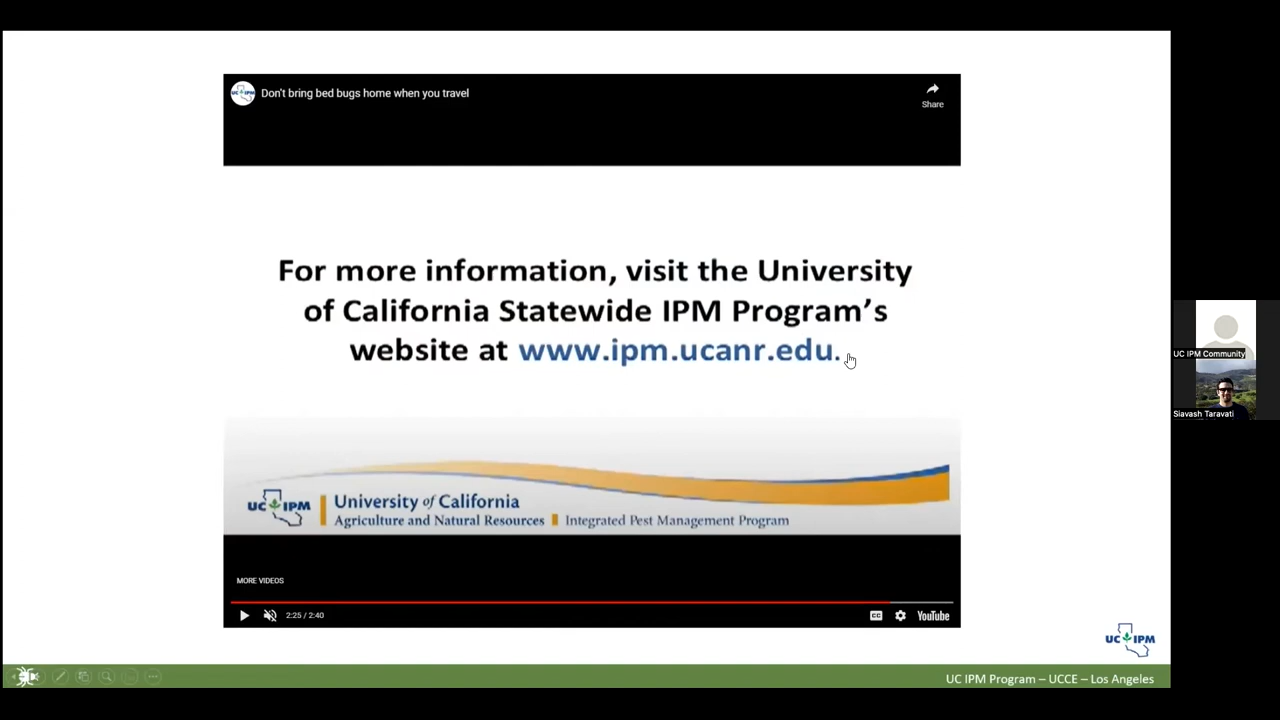 Don't bring bed bugs home when you travel
Share
For more information, visit the University
of California Statewide IPM Program's
website at www.ipm.ucanr.edu.
UC IPM
University of California
Agriculture and Natural Resources
Integrated Pest Management Program
MORE VIDEOS
2:25 / 2:40
CC
YouTube
UC IPM
UC IPM Program – UCCE – Los Angeles
UC IPM Community
Siavash Taravati